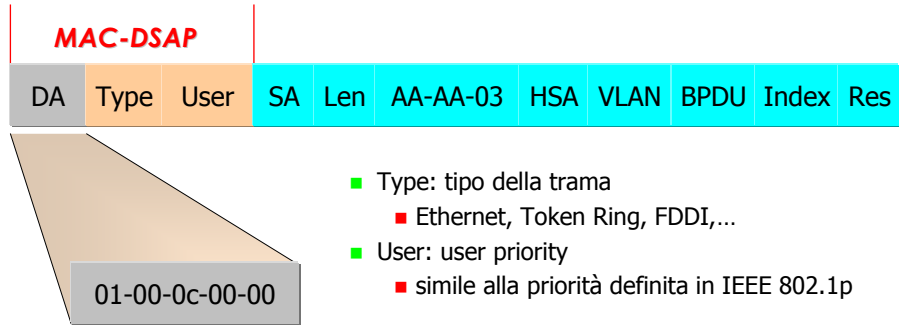 MAC-DSAP
DA Type User SA Len AA-AA-03 HSA VLAN BPDU Index Res
Type: tipo della trama
Ethernet, Token Ring, FDDI,...
User: user priority
simile alla priorità definita in IEEE 802.1p
01-00-0c-00-00